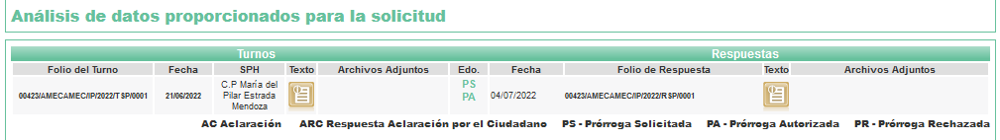 Análisis de datos proporcionados para la solicitud
Turnos Respuestas
Folio del Turno Fecha SPH Texto Archivos Adjuntos Edo. Fecha Folio de Respuesta Texto Archivos Adjuntos
00423/AMECAMEC/IP/2022/TSP/0001 21/06/2022 C.P María del Pilar Estrada Mendoza PS PA 04/07/2022 00423/AMECAMEC/IP/2022/RSP/0001
AC Aclaración ARC Respuesta Aclaración por el Ciudadano PS - Prórroga Solicitada PA - Prórroga Autorizada PR - Prórroga Rechazada